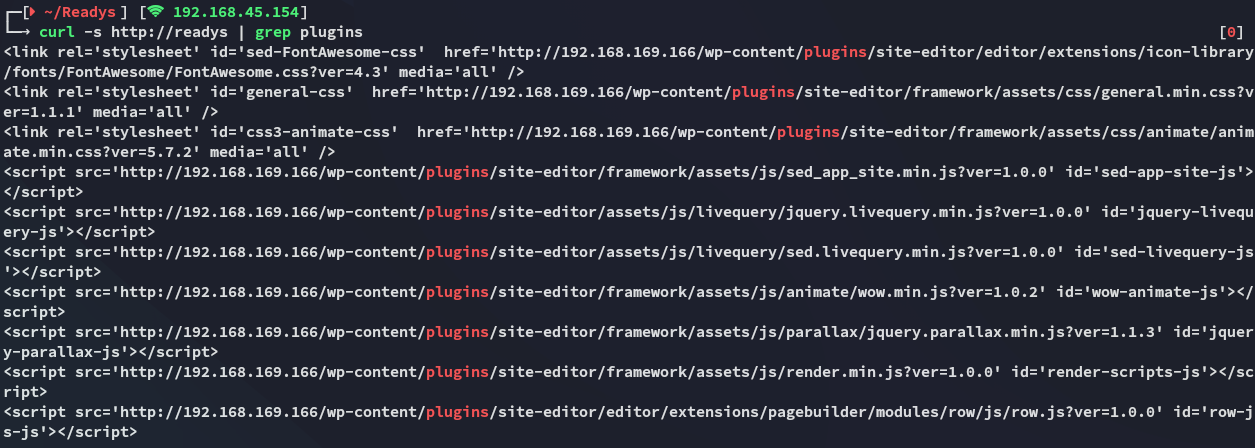 ┌─[ ~/Readys ] [ 192.168.45.154]
└─→ curl -s http://readys | grep plugins [0]
<link rel='stylesheet' id='sed-FontAwesome-css'  href='http://192.168.169.166/wp-content/plugins/site-editor/editor/extensions/icon-library
/fonts/FontAwesome/FontAwesome.css?ver=4.3' media='all' />
<link rel='stylesheet' id='general-css'  href='http://192.168.169.166/wp-content/plugins/site-editor/framework/assets/css/general.min.css?v
er=1.1.1' media='all' />
<link rel='stylesheet' id='css3-animate-css'  href='http://192.168.169.166/wp-content/plugins/site-editor/framework/assets/css/animate/anim
ate.min.css?ver=5.7.2' media='all' />
<script src='http://192.168.169.166/wp-content/plugins/site-editor/framework/assets/js/sed_app_site.min.js?ver=1.0.0' id='sed-app-site-js'>
</script>
<script src='http://192.168.169.166/wp-content/plugins/site-editor/assets/js/livequery/jquery.livequery.min.js?ver=1.0.0' id='jquery-livequ
ery-js'></script>
<script src='http://192.168.169.166/wp-content/plugins/site-editor/assets/js/livequery/sed.livequery.min.js?ver=1.0.0' id='sed-livequery-js
'></script>
<script src='http://192.168.169.166/wp-content/plugins/site-editor/framework/assets/js/animate/wow.min.js?ver=1.0.2' id='wow-animate-js'></
script>
<script src='http://192.168.169.166/wp-content/plugins/site-editor/framework/assets/js/parallax/jquery.parallax.min.js?ver=1.1.3' id='jquer
y-parallax-js'></script>
<script src='http://192.168.169.166/wp-content/plugins/site-editor/framework/assets/js/render.min.js?ver=1.0.0' id='render-scripts-js'></sc
ript>
<script src='http://192.168.169.166/wp-content/plugins/site-editor/editor/extensions/pagebuilder/modules/row/js/row.js?ver=1.0.0' id='row-j
s-js'></script>